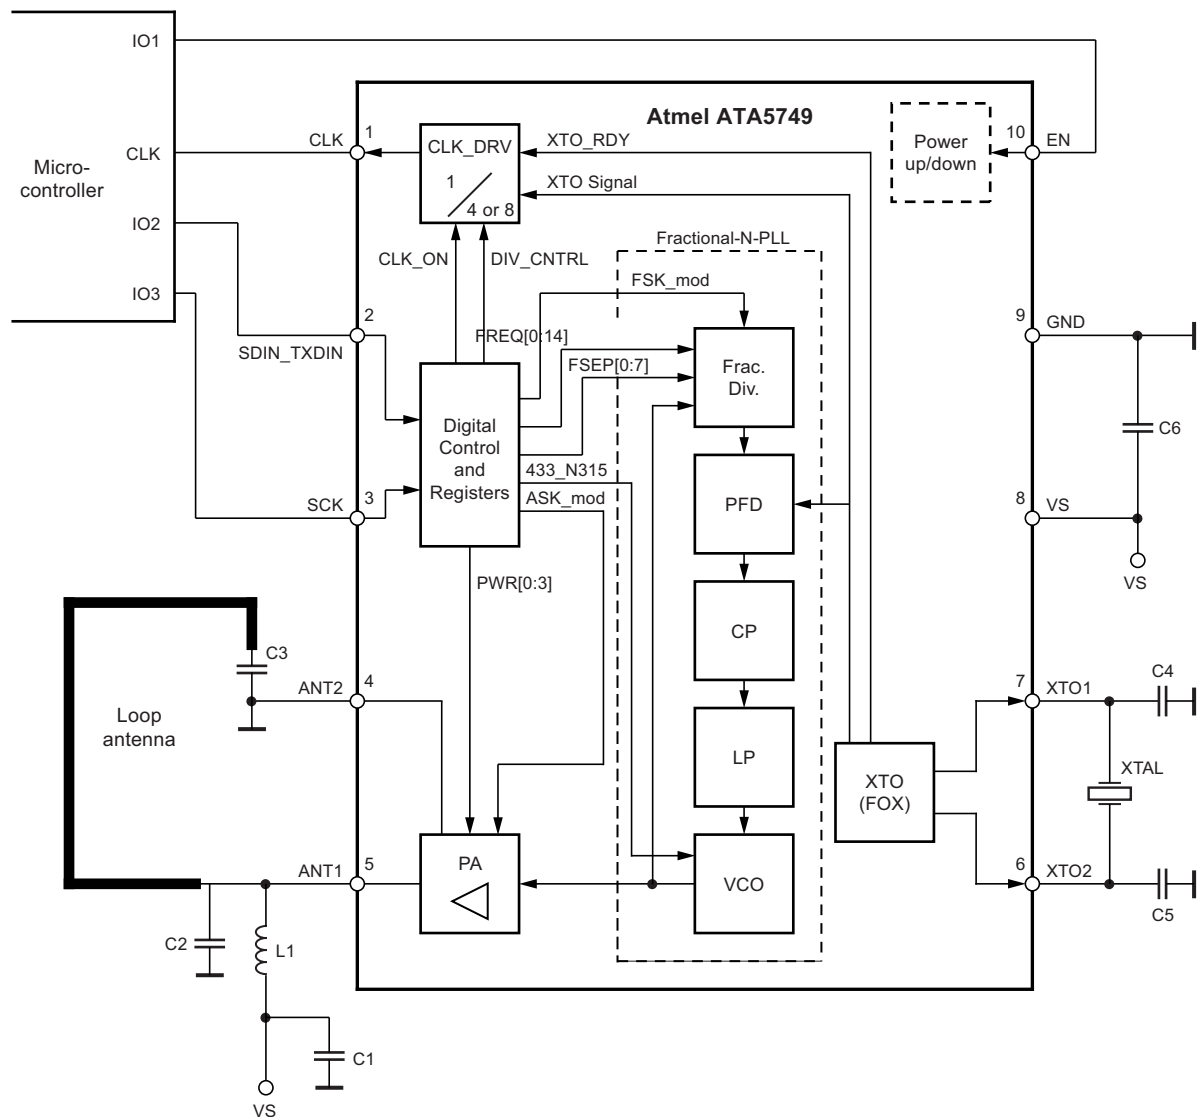 IO1
Atmel ATA5749
CLK
1
CLK_DRV
XTO_RDY
Power
up/down
10
EN
Micro-
controller
CLK
1
4 or 8
XTO Signal
IO2
CLK_ON
DIV_CNTRL
Fractional-N-PLL
IO3
FSK_mod
2
SDIN_TXDIN
FREQ[0:14]
9
GND
FSEP[0:7]
Frac.
Div.
Digital
Control
and
Registers
C6
433_N315
ASK_mod
3
SCK
PFD
8
VS
VS
PWR[0:3]
CP
C3
4
ANT2
7
XTO1
C4
Loop
antenna
LP
XTO
(FOX)
XTAL
5
ANT1
PA
VCO
6
XTO2
C5
C2
L1
C1
VS